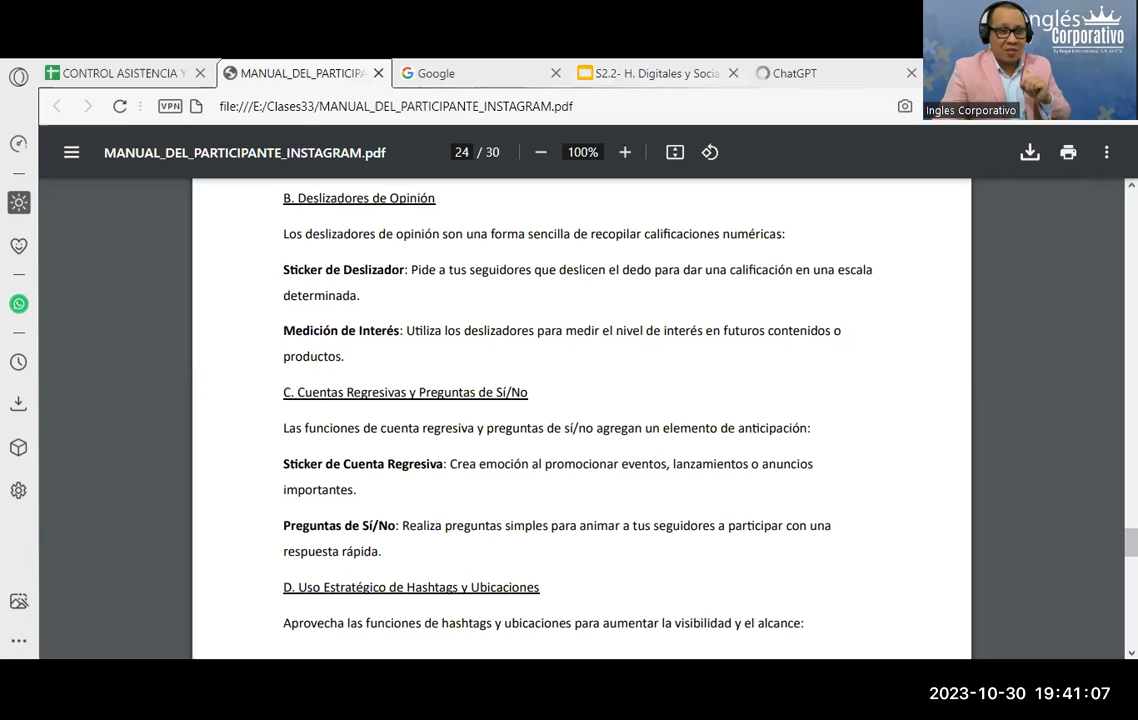 CONTROL ASISTENCIA Y
MANUAL_DEL_PARTICIPA
Google
S2.2- H. Digitales y Socia
ChatGPT
VPN
file:///E:/Clases33/MANUAL_DEL_PARTICIPANTE_INSTAGRAM.pdf
nglés
Corporativo
Ingles Corporativo
MANUAL_DEL_PARTICIPANTE_INSTAGRAM.pdf
24 / 30
100%
B. Deslizadores de Opinión
Los deslizadores de opinión son una forma sencilla de recopilar calificaciones numéricas:
Sticker de Deslizador: Pide a tus seguidores que deslicen el dedo para dar una calificación en una escala
determinada.
Medición de Interés: Utiliza los deslizadores para medir el nivel de interés en futuros contenidos o
productos.
C. Cuentas Regresivas y Preguntas de Sí/No
Las funciones de cuenta regresiva y preguntas de sí/no agregan un elemento de anticipación:
Sticker de Cuenta Regresiva: Crea emoción al promocionar eventos, lanzamientos o anuncios
importantes.
Preguntas de Sí/No: Realiza preguntas simples para animar a tus seguidores a participar con una
respuesta rápida.
D. Uso Estratégico de Hashtags y Ubicaciones
Aprovecha las funciones de hashtags y ubicaciones para aumentar la visibilidad y el alcance:
2023-10-30 19:41:07